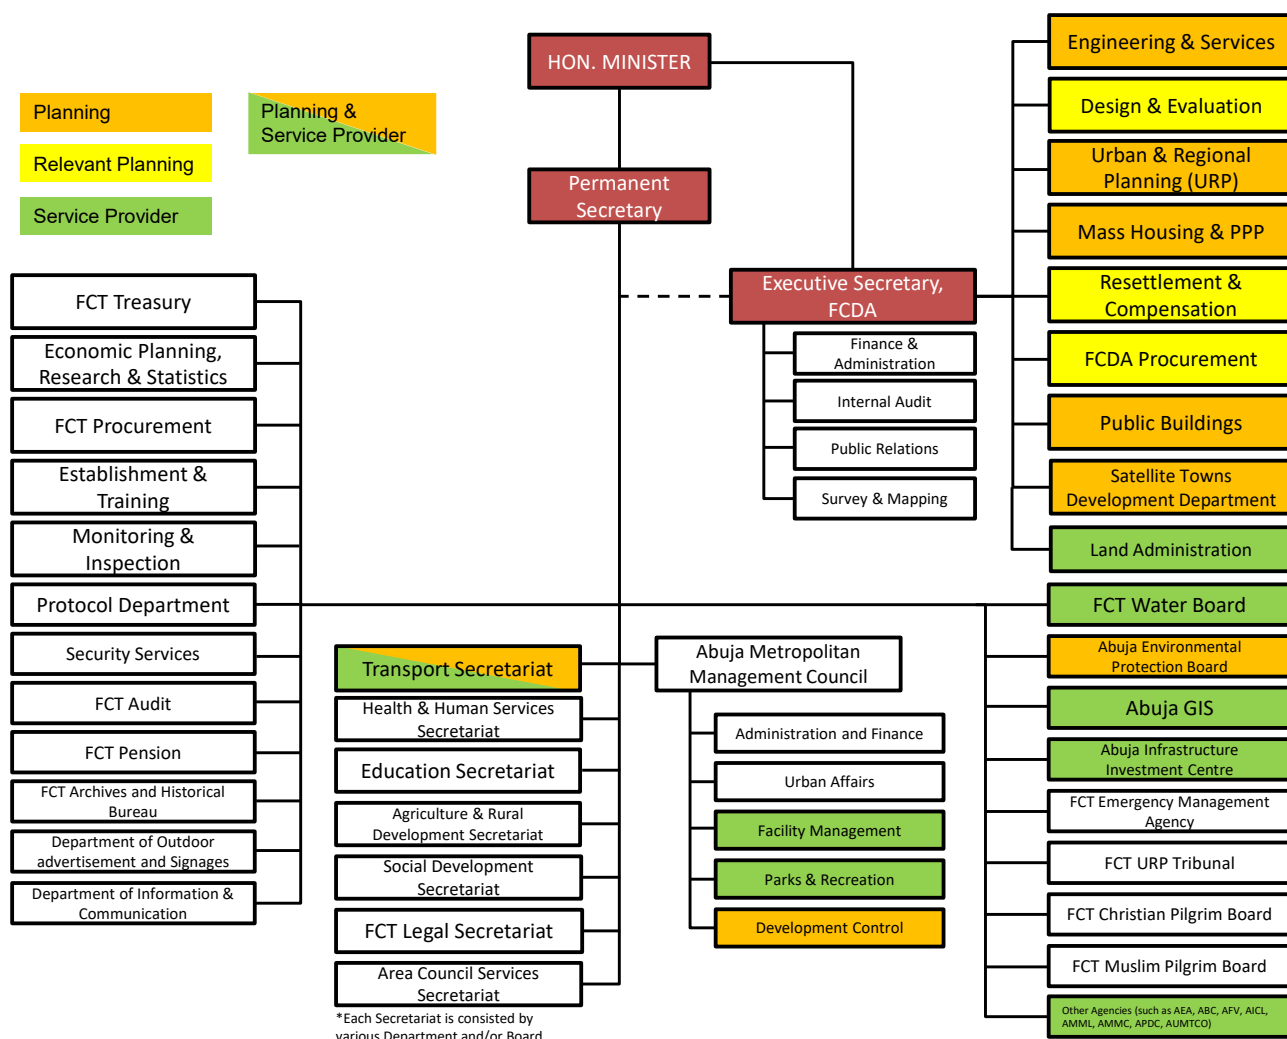 HON. MINISTER
Permanent
Secretary
Executive Secretary,
FCDA
Planning
Relevant Planning
Service Provider
Planning &
Service Provider
FCT Treasury
Economic Planning,
Research & Statistics
FCT Procurement
Establishment &
Training
Monitoring &
Inspection
Protocol Department
Security Services
FCT Audit
FCT Pension
FCT Archives and Historical
Bureau
Department of Outdoor
advertisement and Signages
Department of Information &
Communication
Finance &
Administration
Internal Audit
Public Relations
Survey & Mapping
Transport Secretariat
Health & Human Services
Secretariat
Education Secretariat
Agriculture & Rural
Development Secretariat
Social Development
Secretariat
FCT Legal Secretariat
Area Council Services
Secretariat
*Each Secretariat is consisted by
various Department and/or Board
Abuja Metropolitan
Management Council
Administration and Finance
Urban Affairs
Facility Management
Parks & Recreation
Development Control
Engineering & Services
Design & Evaluation
Urban & Regional
Planning (URP)
Mass Housing & PPP
Resettlement &
Compensation
FCDA Procurement
Public Buildings
Satellite Towns
Development Department
Land Administration
FCT Water Board
Abuja Environmental
Protection Board
Abuja GIS
Abuja Infrastructure
Investment Centre
FCT Emergency Management
Agency
FCT URP Tribunal
FCT Christian Pilgrim Board
FCT Muslim Pilgrim Board
Other Agencies (such as AEA, ABC, AFV, AICL,
AMML, AMMC, APDC, AUMTCO)